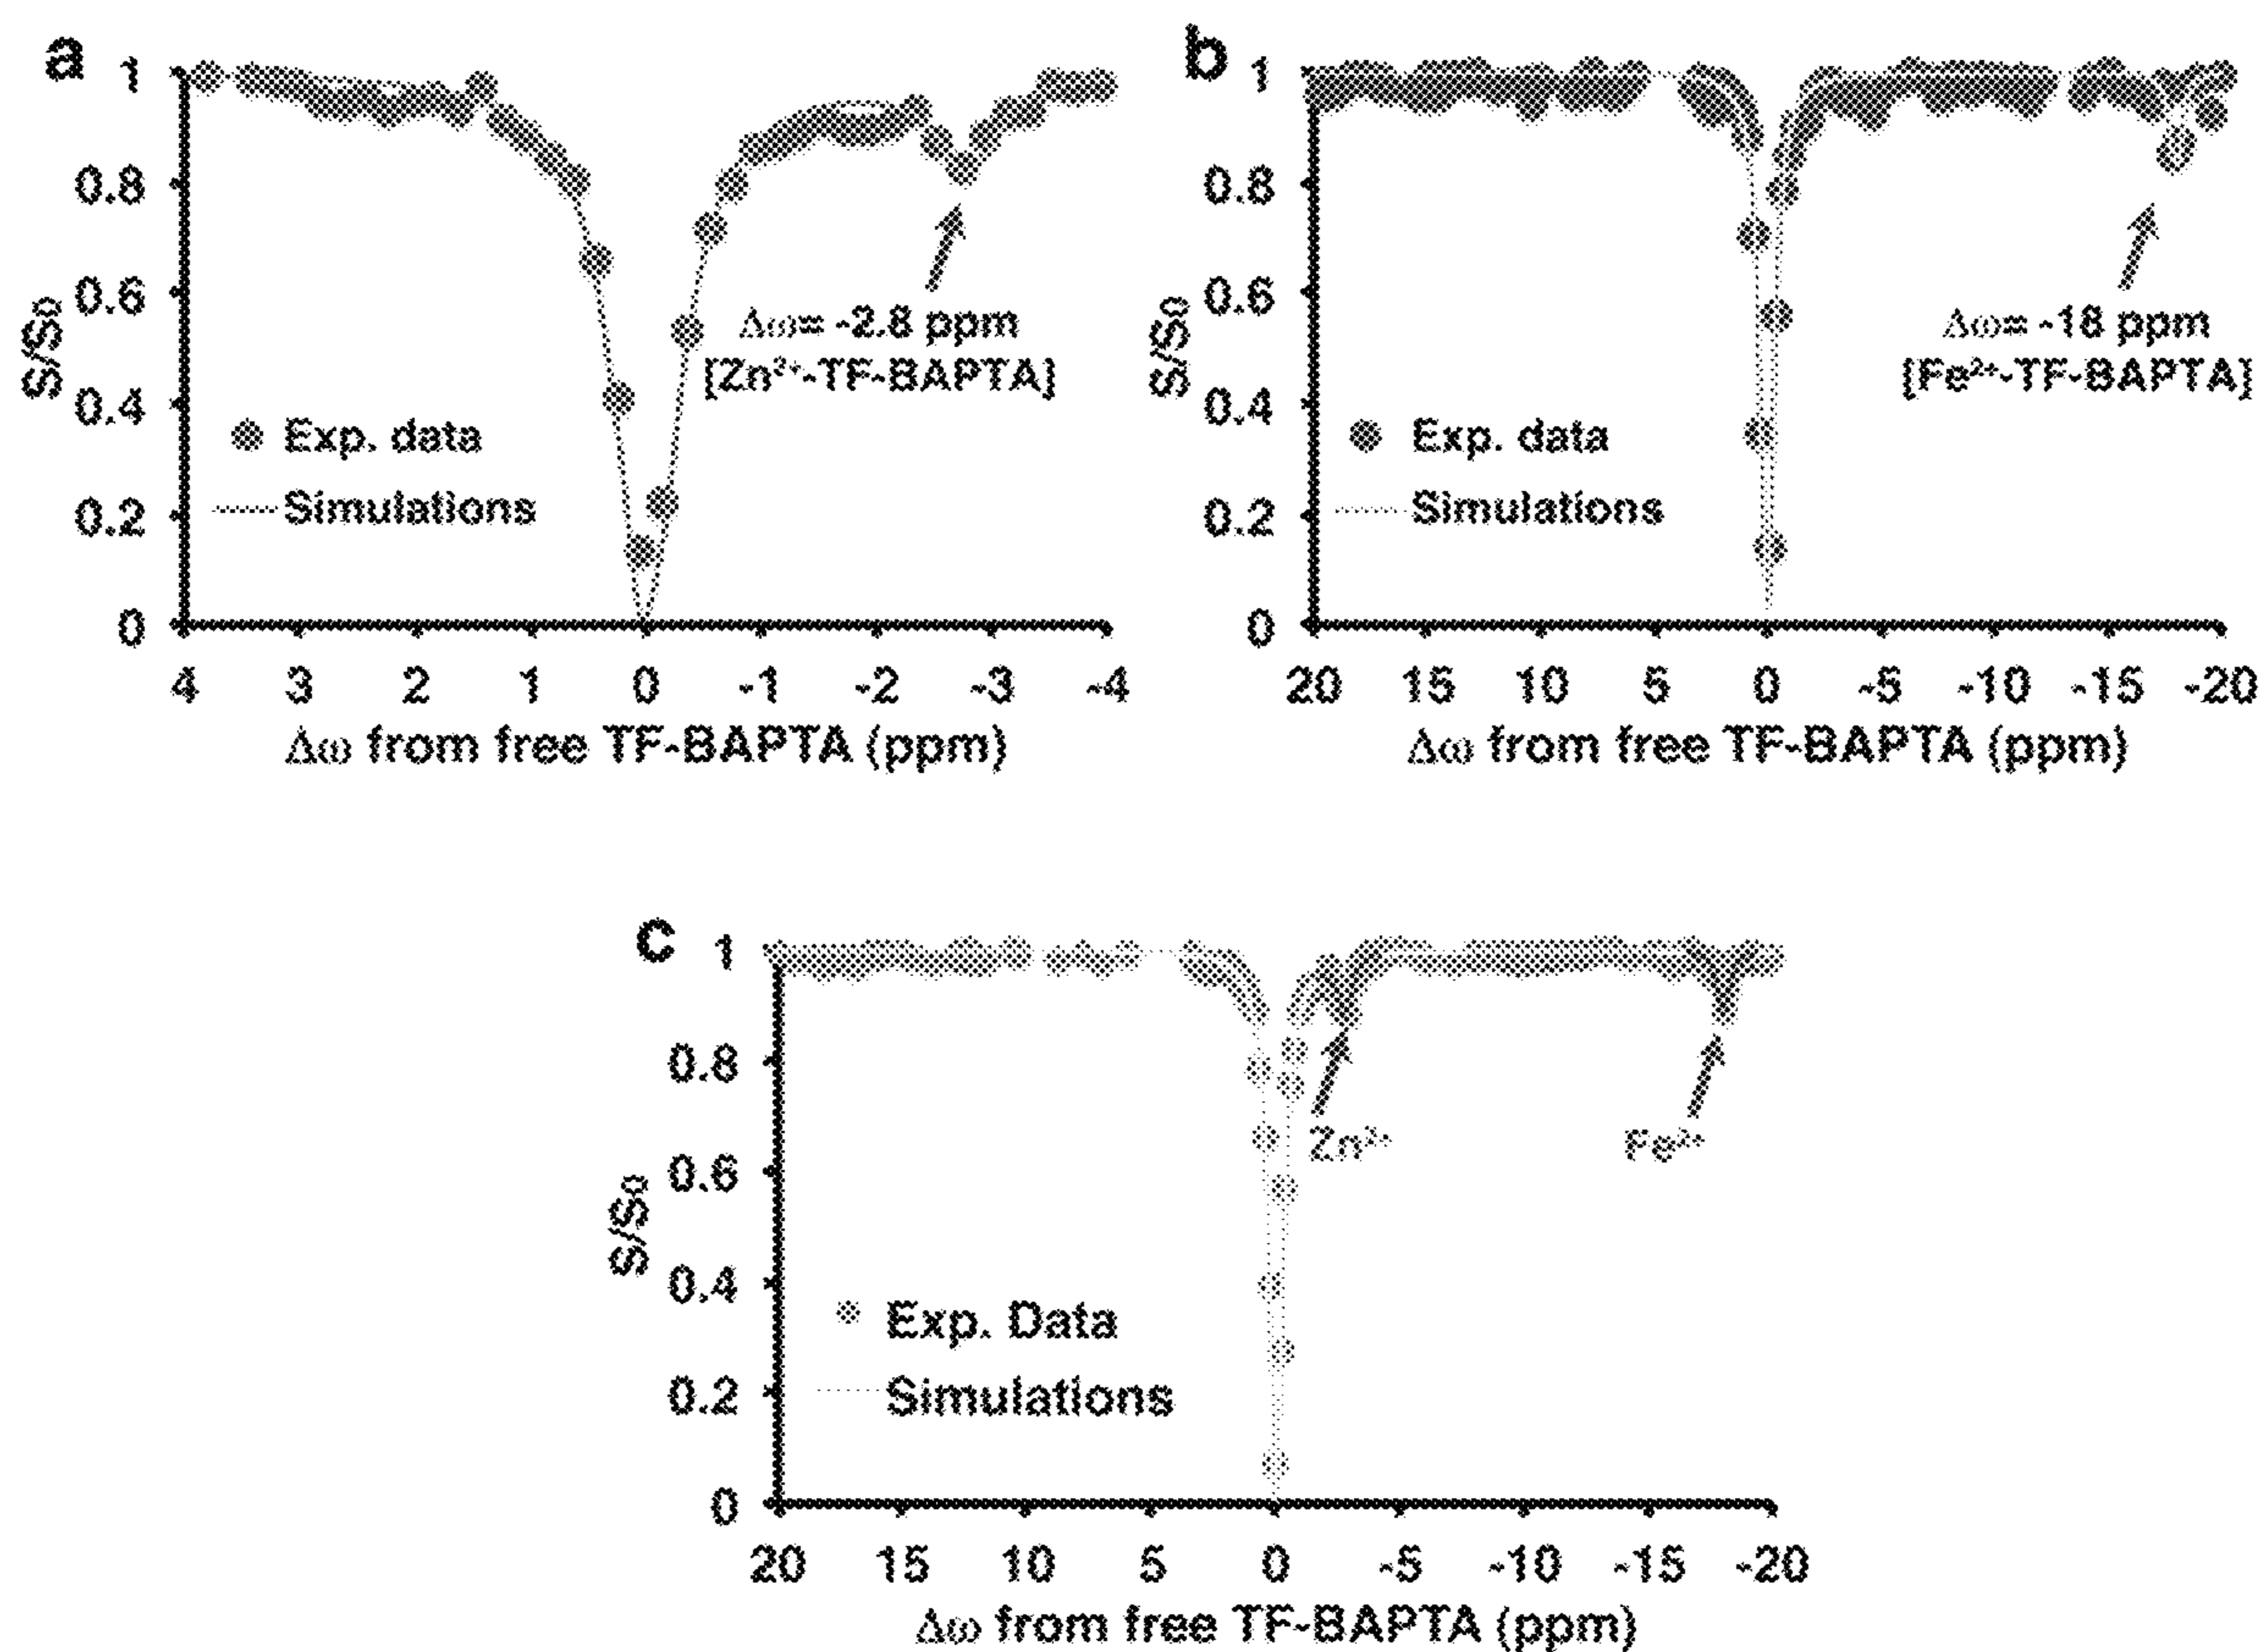 a
1
0.8
0.6
0.4
0.2
0
S/S0
Δω= -2.8 ppm
[Zn²⁺-TF-BAPTA]
Exp. data
Simulations
4 3 2 1 0 -1 -2 -3 -4
Δω from free TF-BAPTA (ppm)
b
1
0.8
0.6
0.4
0.2
0
S/S0
Δω= -18 ppm
[Fe²⁺-TF-BAPTA]
Exp. data
Simulations
20 15 10 5 0 -5 -10 -15 -20
Δω from free TF-BAPTA (ppm)
c
1
0.8
0.6
0.4
0.2
0
S/S0
Zn²⁺ Fe²⁺
Exp. Data
Simulations
20 15 10 5 0 -5 -10 -15 -20
Δω from free TF-BAPTA (ppm)